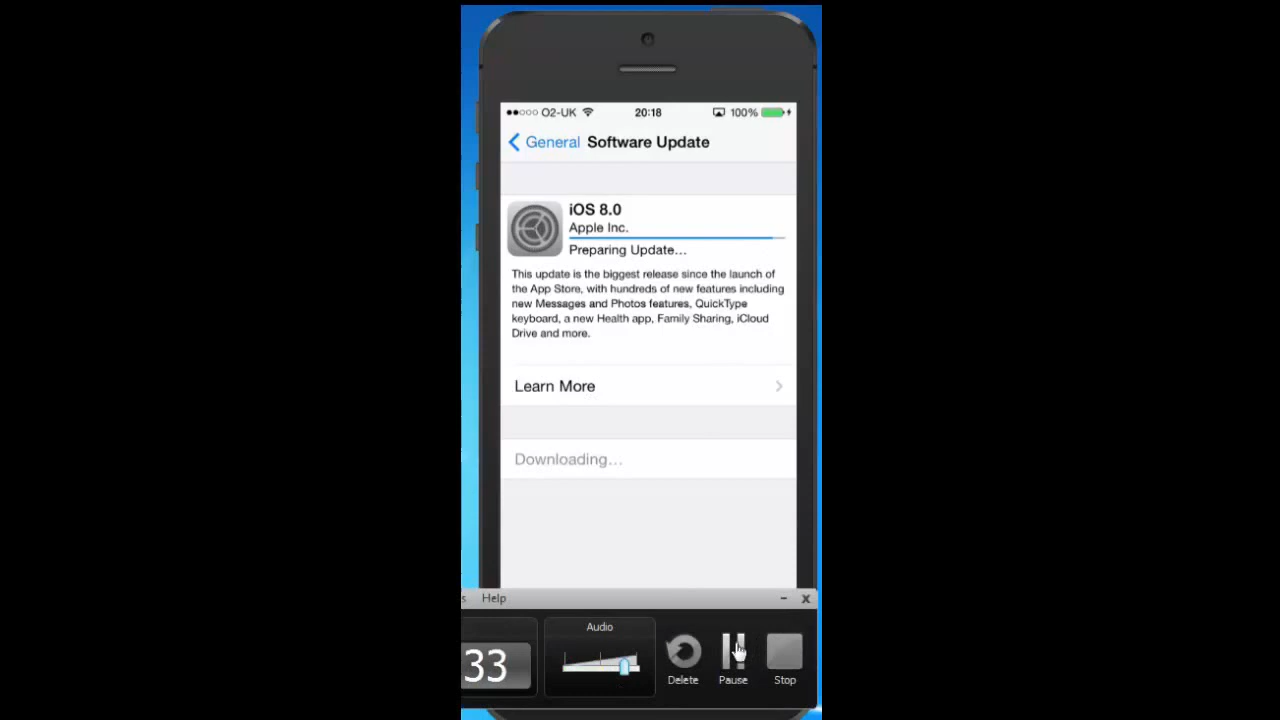 O2-UK 20:18 100%
General Software Update
iOS 8.0
Apple Inc.
Preparing Update...
This update is the biggest release since the launch of
the App Store, with hundreds of new features including
new Messages and Photos features, QuickType
keyboard, a new Health app, Family Sharing, iCloud
Drive and more.
Learn More
Downloading...
s Help
Audio
33
Delete Pause Stop